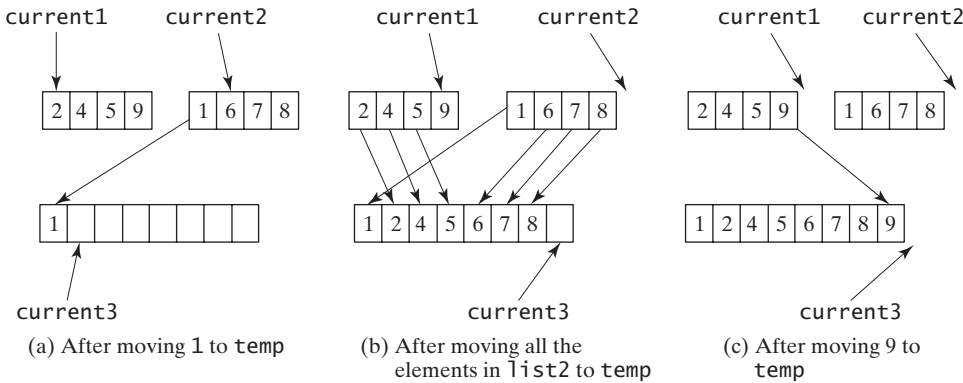 current1 current2 current1 current2 current1 current2
2 4 5 9 1 6 7 8 2 4 5 9 1 6 7 8 2 4 5 9 1 6 7 8
1 1 2 4 5 6 7 8 1 2 4 5 6 7 8 9
current3 current3 current3
(a) After moving 1 to temp
(b) After moving all the
elements in list2 to temp
(c) After moving 9 to
temp